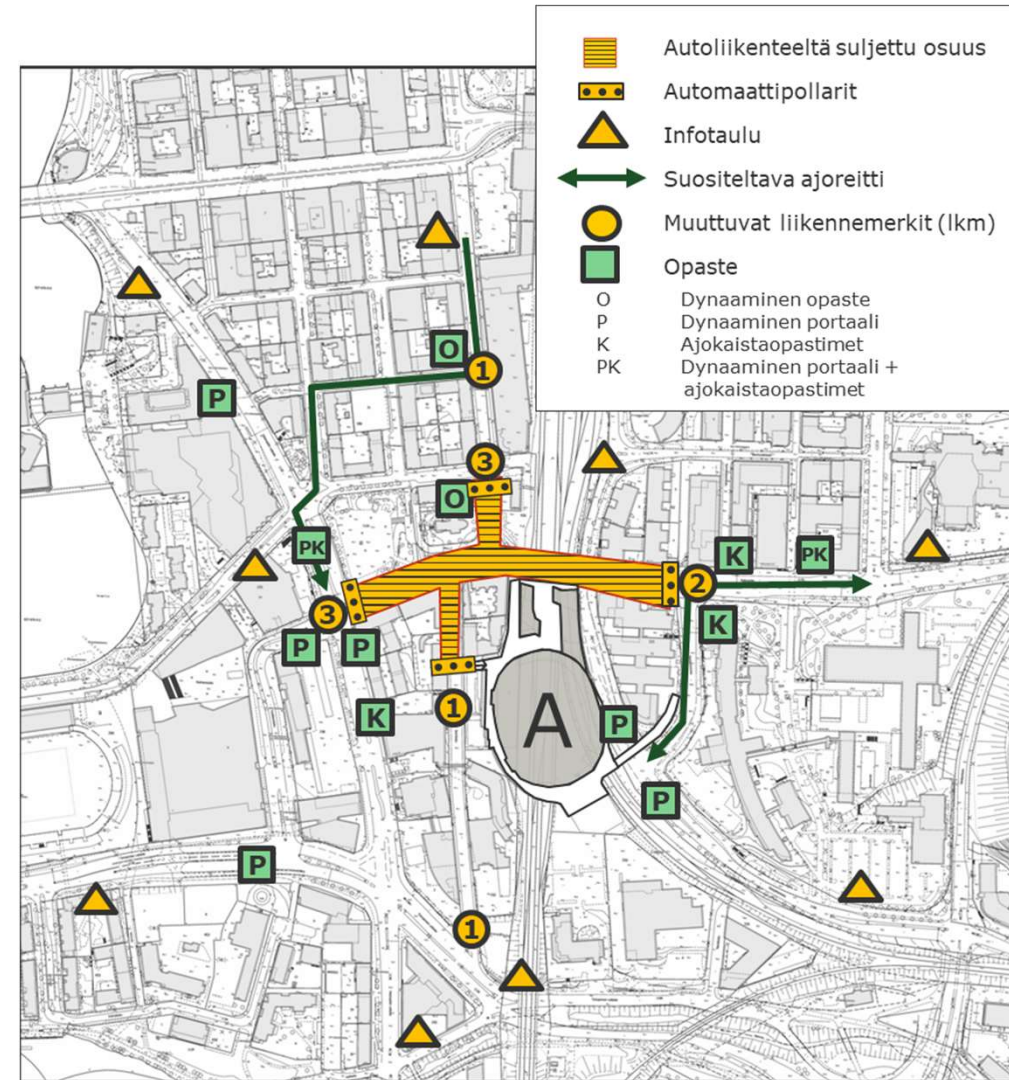 Autoliikenteeltä suljettu osuus
Automaattipollarit
Infotaulu
Suositeltava ajoreitti
Muuttuvat liikennemerkit (lkm)
Opaste
O Dynaaminen opaste
P Dynaaminen portaali
K Ajokaistaopastimet
PK Dynaaminen portaali +
ajokaistaopastimet
O
1
P
3
O
PK
K
PK
2
3
K
P
P
K
1
A
P
P
P
1